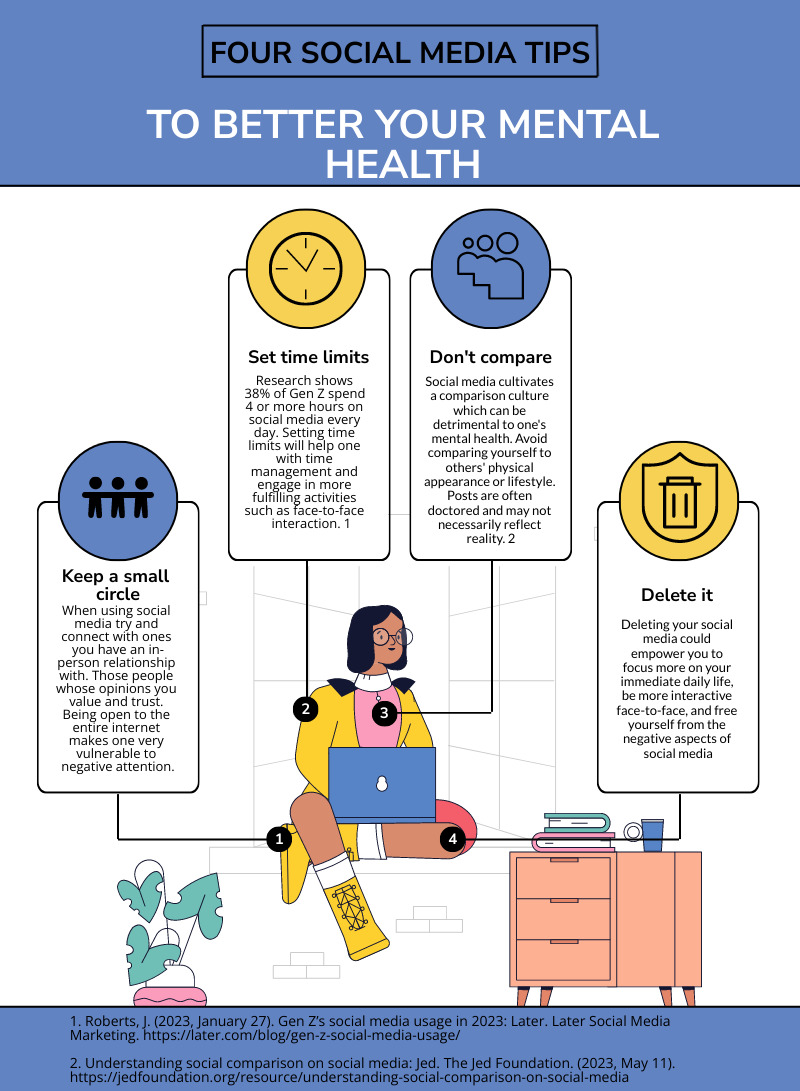 FOUR SOCIAL MEDIA TIPS
TO BETTER YOUR MENTAL
HEALTH
Set time limits
Research shows
38% of Gen Z spend
4 or more hours on
social media every
day. Setting time
limits will help one
with time
management and
engage in more
fulfilling activities
such as face-to-face
interaction. 1
Don't compare
Social media cultivates
a comparison culture
which can be
detrimental to one's
mental health. Avoid
comparing yourself to
others' physical
appearance or lifestyle.
Posts are often
doctored and may not
necessarily reflect
reality. 2
Keep a small
circle
When using social
media try and
connect with ones
you have an in-
person relationship
with. Those people
whose opinions you
value and trust.
Being open to the
entire internet
makes one very
vulnerable to
negative attention.
Delete it
Deleting your social
media could
empower you to
focus more on your
immediate daily life,
be more interactive
face-to-face, and free
yourself from the
negative aspects of
social media
2
3
1
4
1. Roberts, J. (2023, January 27). Gen Z’s social media usage in 2023: Later. Later Social Media
Marketing. https://later.com/blog/gen-z-social-media-usage/
2. Understanding social comparison on social media: Jed. The Jed Foundation. (2023, May 11).
https://jedfoundation.org/resource/understanding-social-comparison-on-social-media